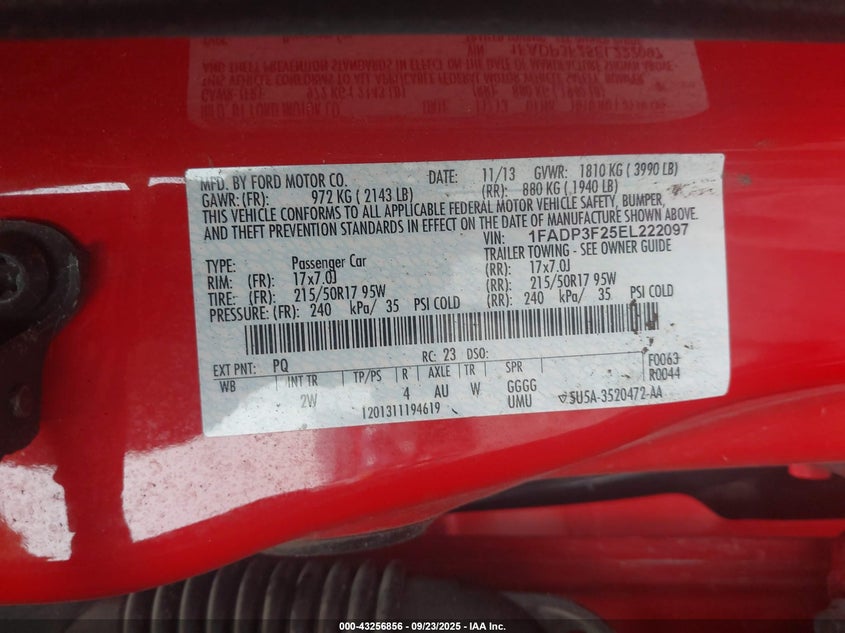 MFD. BY FORD MOTOR CO. DATE: 11/13 GVWR: 1810 KG ( 3990 LB)
GAWR: (FR): 972 KG ( 2143 LB) (RR): 880 KG ( 1940 LB)
THIS VEHICLE CONFORMS TO ALL APPLICABLE FEDERAL MOTOR VEHICLE SAFETY, BUMPER,
AND THEFT PREVENTION STANDARDS IN EFFECT ON THE DATE OF MANUFACTURE SHOWN ABOVE.
VIN: 1FADP3F25EL222097
TYPE: Passenger Car TRAILER TOWING - SEE OWNER GUIDE
RIM: (FR): 17x7.0J (RR): 17x7.0J
TIRE: (FR): 215/50R17 95W (RR): 215/50R17 95W
PRESSURE: (FR): 240 kPa/ 35 PSI COLD (RR): 240 kPa/ 35 PSI COLD
EXT PNT: PQ RC: 23 DSO: F0063
WB INT TR TP/PS R AXLE TR SPR R0044
2W 4 AU W GGGG
12013111194619 UMU 5U5A-3520472-AA
000-43256856 - 09/23/2025 - IAA Inc.